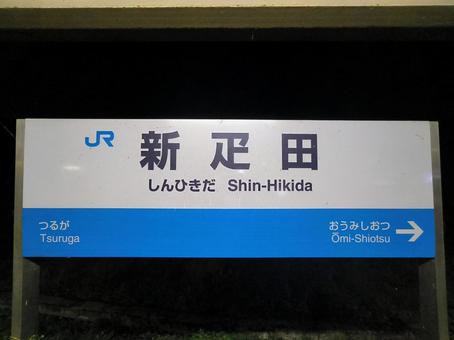 JR
新疋田
しんひきだ Shin-Hikida
つるが
Tsuruga
おうみしおつ
Ōmi-Shiotsu